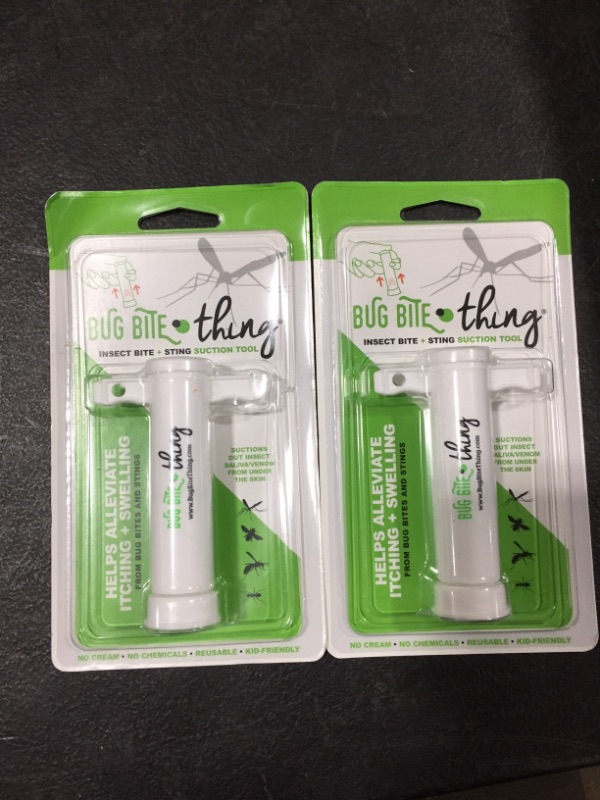 BUG BITE thing
INSECT BITE + STING SUCTION TOOL
BUG BITE thing
www.BugBiteThing.com
HELPS ALLEVIATE
ITCHING + SWELLING
FROM BUG BITES AND STINGS
SUCTIONS
OUT INSECT
SALIVA/VENOM
FROM UNDER
THE SKIN
NO CREAM • NO CHEMICALS • REUSABLE • KID-FRIENDLY
BUG BITE thing®
INSECT BITE + STING SUCTION TOOL
BUG BITE thing
www.BugBiteThing.com
HELPS ALLEVIATE
ITCHING + SWELLING
FROM BUG BITES AND STINGS
SUCTIONS
OUT INSECT
SALIVA/VENOM
FROM UNDER
THE SKIN
NO CREAM • NO CHEMICALS • REUSABLE • KID-FRIENDLY